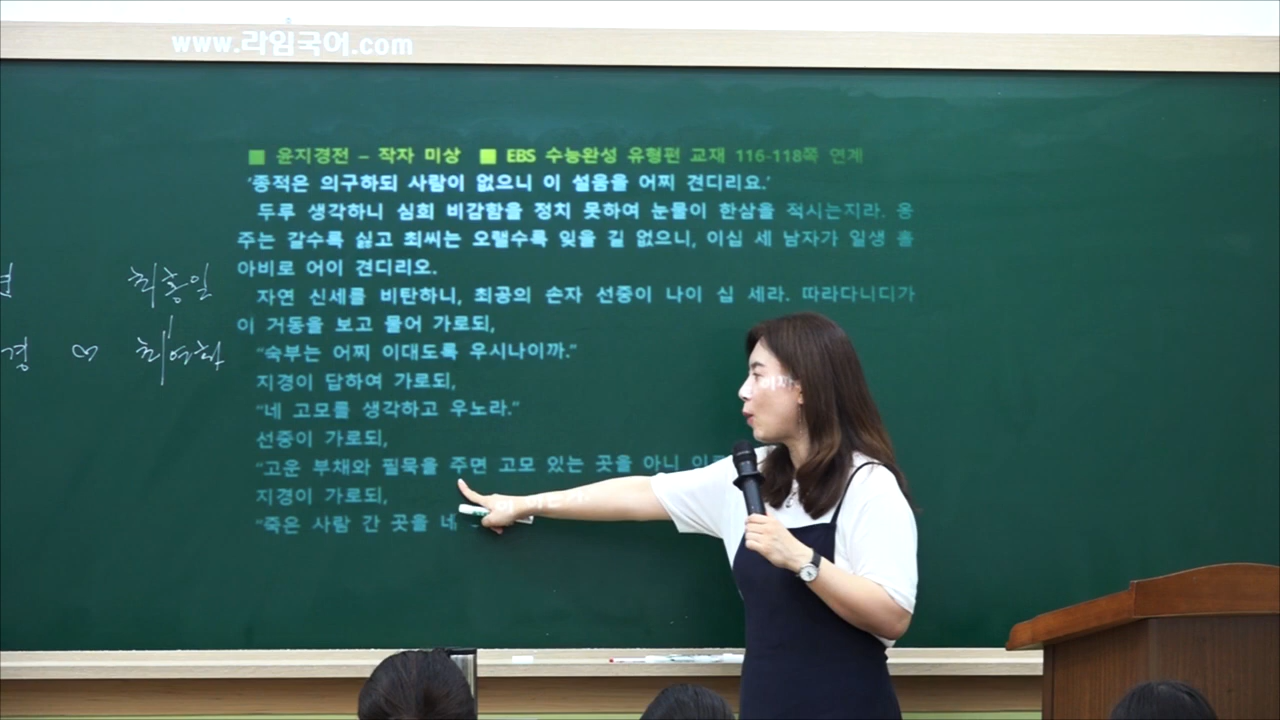 www.라임국어.com
■ 윤지경전 – 작자 미상 ■ EBS 수능완성 유형편 교재 116-118쪽 연계
'종적은 의구하되 사람이 없으니 이 설움을 어찌 견디리요.'
두루 생각하니 심회 비감함을 정치 못하여 눈물이 한삼을 적시는지라. 옹
주는 갈수록 싫고 최씨는 오랠수록 잊을 길 없으니, 이십 세 남자가 일생 홀
아비로 어이 견디리오.
자연 신세를 비탄하니, 최공의 손자 선중이 나이 십 세라. 따라다니다가
이 거동을 보고 물어 가로되,
"숙부는 어찌 이대도록 우시나이까."
지경이 답하여 가로되,
"네 고모를 생각하고 우노라."
선중이 가로되,
"고운 부채와 필묵을 주면 고모 있는 곳을 아니
지경이 가로되,
"죽은 사람 간 곳을 네
최홍일
경 ♡ 최연화